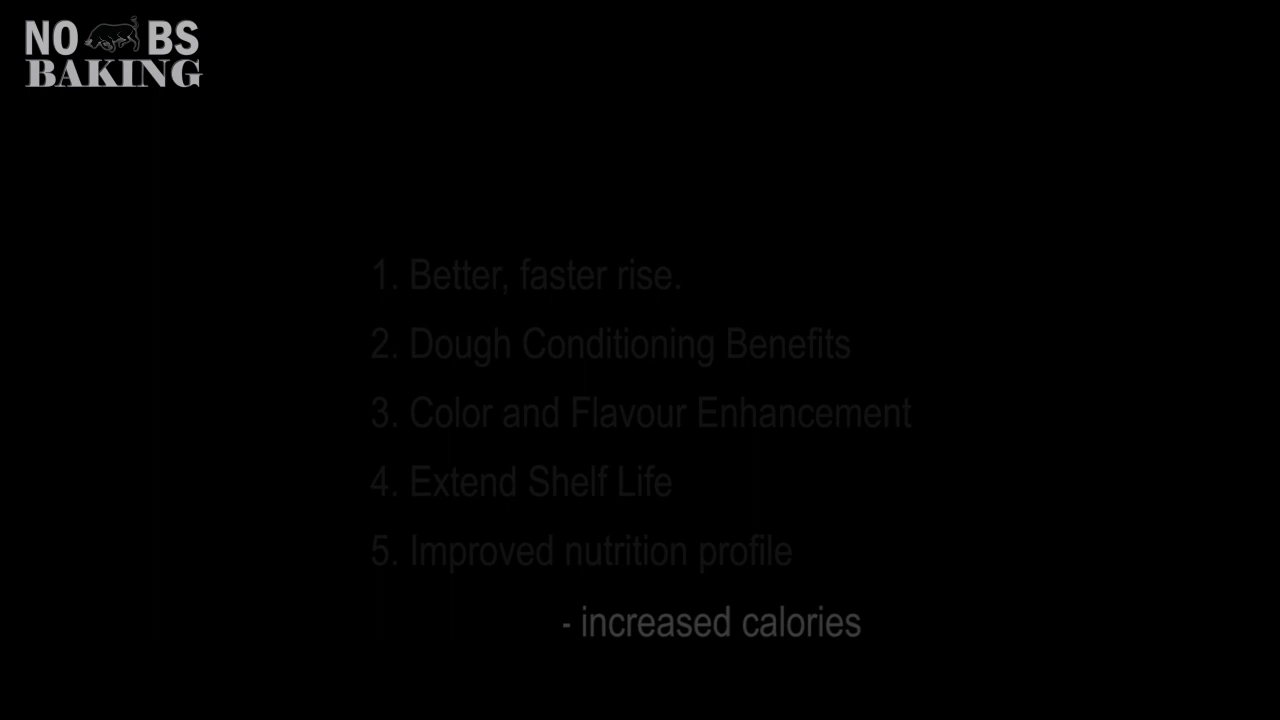 NO BS
BAKING
1. Better, faster rise.
2. Dough Conditioning Benefits
3. Color and Flavour Enhancement
4. Extend Shelf Life
5. Improved nutrition profile
- increased calories